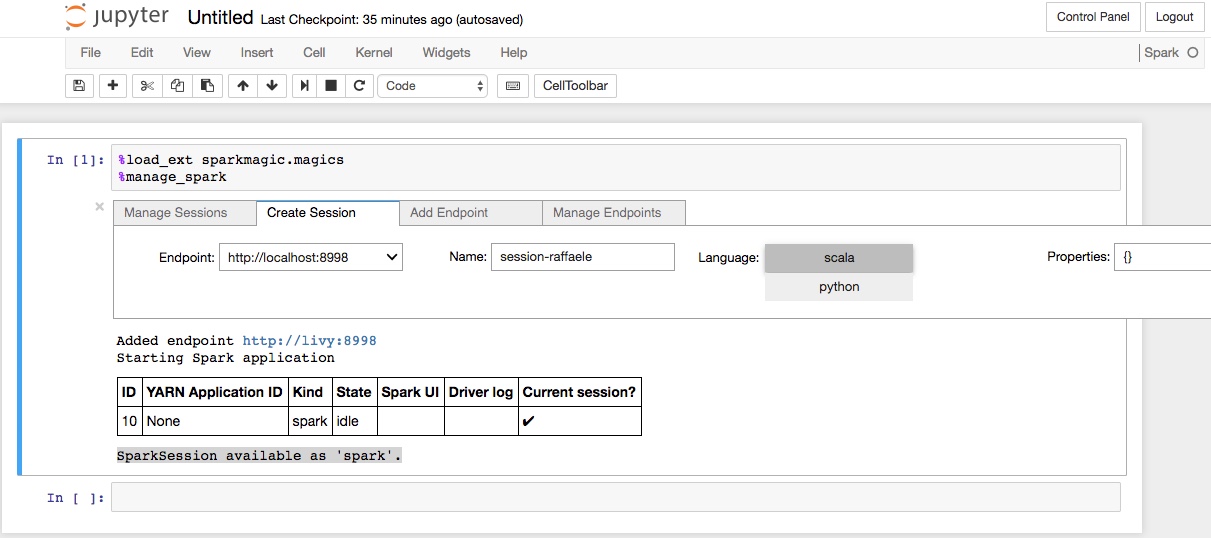 jupyter Untitled Last Checkpoint: 35 minutes ago (autosaved) Control Panel Logout
File Edit View Insert Cell Kernel Widgets Help Spark
Code CellToolbar
In [1]: %load_ext sparkmagic.magics
%manage_spark
Manage Sessions Create Session Add Endpoint Manage Endpoints
Endpoint: http://localhost:8998 Name: session-raffaele Language: scala Properties: {}
python
Added endpoint http://livy:8998
Starting Spark application
ID YARN Application ID Kind State Spark UI Driver log Current session?
10 None spark idle ✔
SparkSession available as 'spark'.
In [ ]: